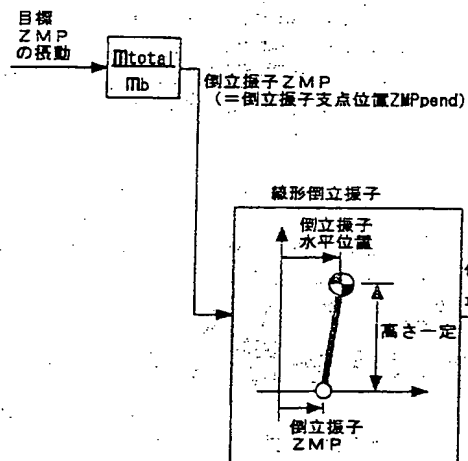 目標
ZMP
の摂動
mtotal
mb
倒立振子ZMP
(=倒立振子支点位置ZMPpend)
線形倒立振子
倒立振子
水平位置
高さ一定
倒立振子
ZMP